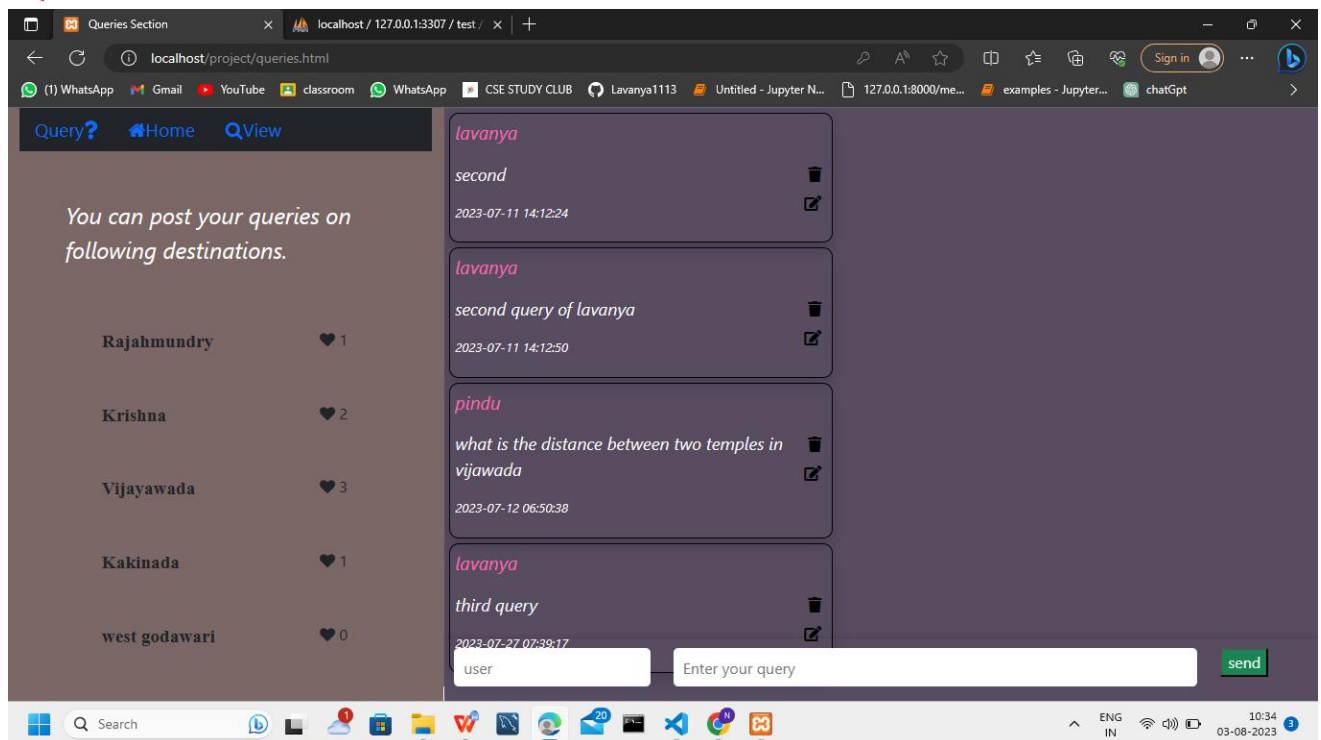 Queries Section
localhost / 127.0.0.1:3307 / test /
localhost/project/queries.html
Sign in
(1) WhatsApp
Gmail
YouTube
classroom
WhatsApp
CSE STUDY CLUB
Lavanya1113
Untitled - Jupyter N...
127.0.0.1:8000/me...
examples - Jupyter...
chatGpt
Query?
Home
View
You can post your queries on
following destinations.
Rajahmundry 1
Krishna 2
Vijayawada 3
Kakinada 1
west godawari 0
lavanya
second
2023-07-11 14:12:24
lavanya
second query of lavanya
2023-07-11 14:12:50
pindu
what is the distance between two temples in
vijawada
2023-07-12 06:50:38
lavanya
third query
2023-07-27 07:39:17
user
Enter your query
send
Search
1
20
N
ENG
IN
10:34
03-08-2023
3